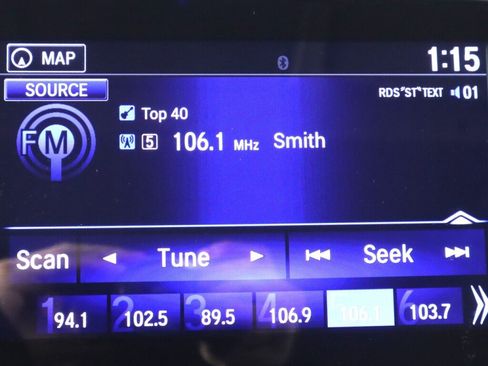 MAP
1:15
SOURCE
RDS "ST" TEXT 01
FM
Top 40
5 106.1 MHz Smith
Scan Tune Seek
1 94.1 2 102.5 3 89.5 4 106.9 106.1 6 103.7